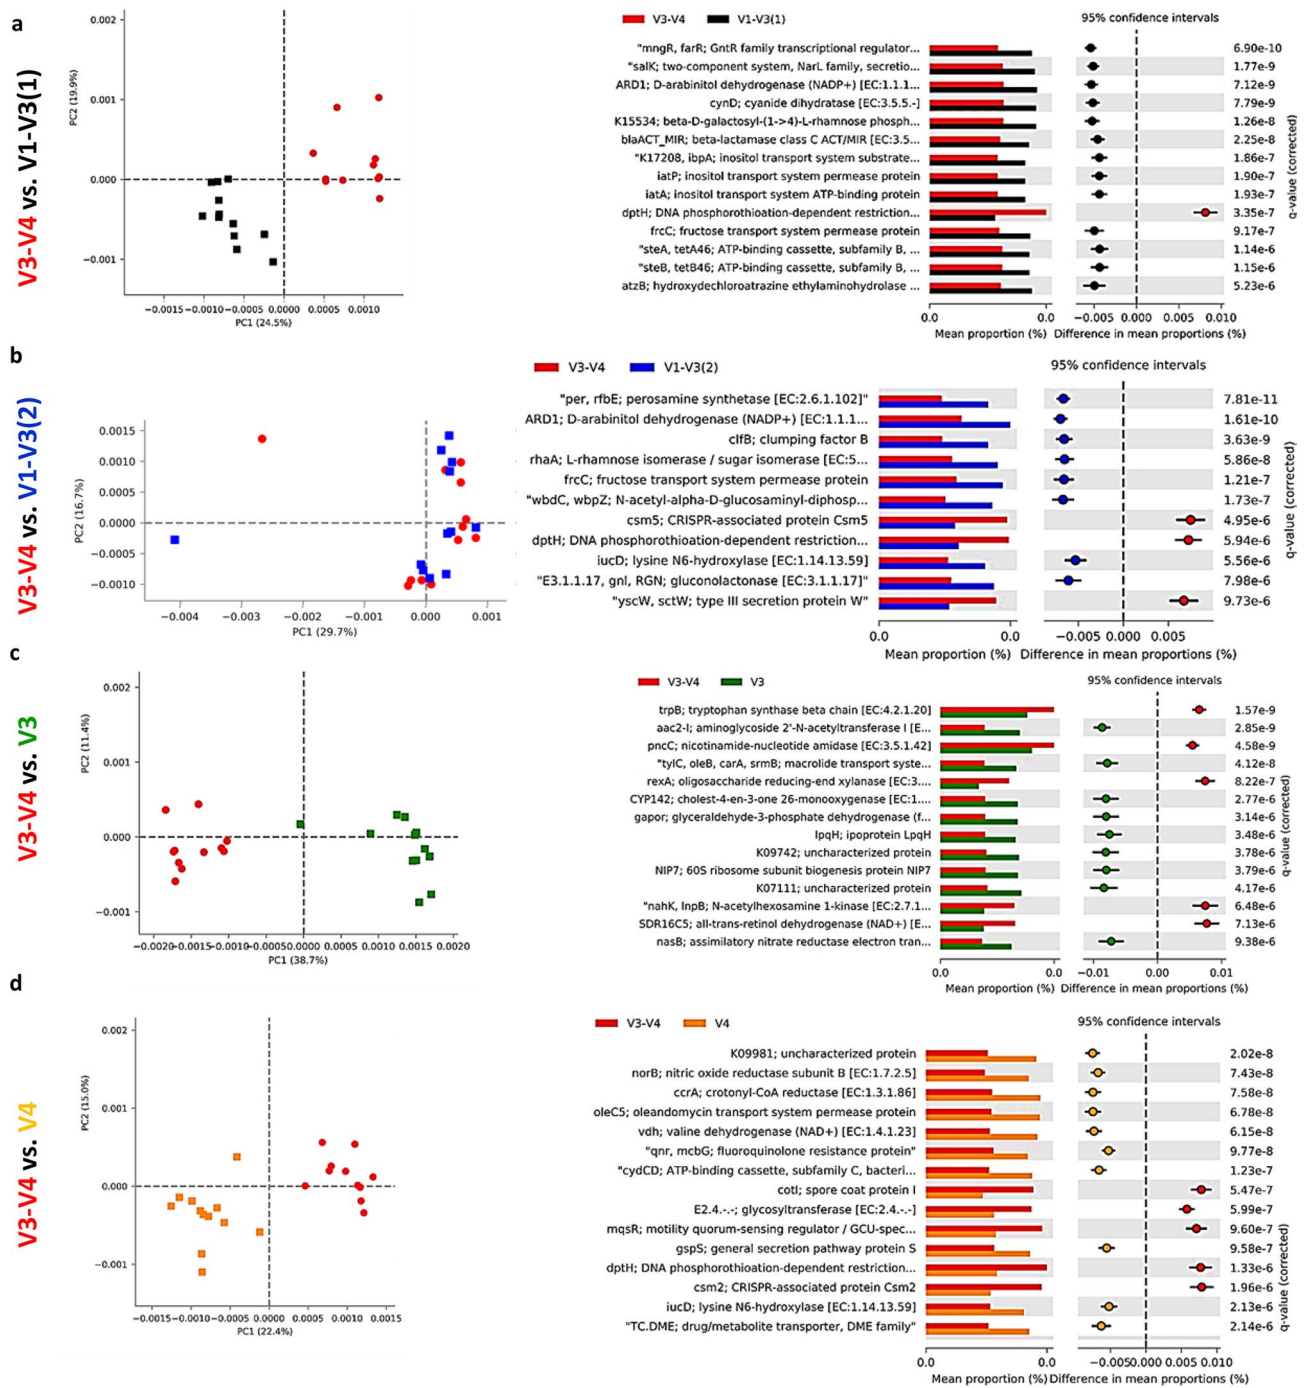 a
V3-V4 vs. V1-V3(1)
PC2 (19.9%)
0.002
0.001
0.000
−0.001
−0.0015−0.0010−0.0005 0.0000 0.0005 0.0010
PC1 (24.5%)
V3-V4 V1-V3(1)
95% confidence intervals
"mngR, farR; GntR family transcriptional regulator... 6.90e-10
"salK; two-component system, NarL family, secretio... 1.77e-9
ARD1; D-arabinitol dehydrogenase (NADP+) [EC:1.1.1... 7.12e-9
cynD; cyanide dihydratase [EC:3.5.5.-] 7.79e-9
K15534; beta-D-galactosyl-(1->4)-L-rhamnose phosph... 1.26e-8
blaACT_MIR; beta-lactamase class C ACT/MIR [EC:3.5... 2.25e-8
"K17208, ibpA; inositol transport system substrate... 1.86e-7
iatP; inositol transport system permease protein 1.90e-7
iatA; inositol transport system ATP-binding protein 1.93e-7
dptH; DNA phosphorothioation-dependent restriction... 3.35e-7
frcC; fructose transport system permease protein 9.17e-7
"steA, tetA46; ATP-binding cassette, subfamily B, ... 1.14e-6
"steB, tetB46; ATP-binding cassette, subfamily B, ... 1.15e-6
atzB; hydroxydechloroatrazine ethylaminohydrolase ... 5.23e-6
q-value (corrected)
0.0 0.0 −0.005 0.000 0.005 0.010
Mean proportion (%) Difference in mean proportions (%)
b
V3-V4 vs. V1-V3(2)
PC2 (16.7%)
0.0015
0.0010
0.0005
0.0000
−0.0005
−0.0010
−0.004 −0.003 −0.002 −0.001 0.000 0.001
PC1 (29.7%)
V3-V4 V1-V3(2)
95% confidence intervals
"per, rfbE; perosamine synthetase [EC:2.6.1.102]" 7.81e-11
ARD1; D-arabinitol dehydrogenase (NADP+) [EC:1.1.1... 1.61e-10
clfB; clumping factor B 3.63e-9
rhaA; L-rhamnose isomerase / sugar isomerase [EC:5... 5.86e-8
frcC; fructose transport system permease protein 1.21e-7
"wbdC, wbpZ; N-acetyl-alpha-D-glucosaminyl-diphosp... 1.73e-7
csm5; CRISPR-associated protein Csm5 4.95e-6
dptH; DNA phosphorothioation-dependent restriction... 5.94e-6
iucD; lysine N6-hydroxylase [EC:1.14.13.59] 5.56e-6
"E3.1.1.17, gnl, RGN; gluconolactonase [EC:3.1.1.17]" 7.98e-6
"yscW, sctW; type III secretion protein W" 9.73e-6
q-value (corrected)
0.0 0.0 −0.005 0.000 0.005
Mean proportion (%) Difference in mean proportions (%)
c
V3-V4 vs. V3
PC2 (11.4%)
0.002
0.001
0.000
−0.001
−0.0020−0.0015−0.0010−0.00050.0000 0.0005 0.0010 0.0015 0.0020
PC1 (38.7%)
V3-V4 V3
95% confidence intervals
trpB; tryptophan synthase beta chain [EC:4.2.1.20] 1.57e-9
aac2-I; aminoglycoside 2'-N-acetyltransferase I [E... 2.85e-9
pncC; nicotinamide-nucleotide amidase [EC:3.5.1.42] 4.58e-9
"tylC, oleB, carA, srmB; macrolide transport syste... 4.12e-8
rexA; oligosaccharide reducing-end xylanase [EC:3.... 8.22e-7
CYP142; cholest-4-en-3-one 26-monooxygenase [EC:1.... 2.77e-6
gapor; glyceraldehyde-3-phosphate dehydrogenase (f... 3.14e-6
lpqH; ipoprotein LpqH 3.48e-6
K09742; uncharacterized protein 3.78e-6
NIP7; 60S ribosome subunit biogenesis protein NIP7 3.79e-6
K07111; uncharacterized protein 4.17e-6
"nahK, lnpB; N-acetylhexosamine 1-kinase [EC:2.7.1... 6.48e-6
SDR16C5; all-trans-retinol dehydrogenase (NAD+) [E... 7.13e-6
nasB; assimilatory nitrate reductase electron tran... 9.38e-6
q-value (corrected)
0.0 0.0 −0.01 0.00 0.01
Mean proportion (%) Difference in mean proportions (%)
d
V3-V4 vs. V4
PC2 (15.0%)
0.002
0.001
0.000
−0.001
−0.0015 −0.0010 −0.0005 0.0000 0.0005 0.0010 0.0015
PC1 (22.4%)
V3-V4 V4
95% confidence intervals
K09981; uncharacterized protein 2.02e-8
norB; nitric oxide reductase subunit B [EC:1.7.2.5] 7.43e-8
ccrA; crotonyl-CoA reductase [EC:1.3.1.86] 7.58e-8
oleC5; oleandomycin transport system permease protein 6.78e-8
vdh; valine dehydrogenase (NAD+) [EC:1.4.1.23] 6.15e-8
"qnr, mcbG; fluoroquinolone resistance protein" 9.77e-8
"cydCD; ATP-binding cassette, subfamily C, bacteri... 1.23e-7
cotI; spore coat protein I 5.47e-7
E2.4.-.-; glycosyltransferase [EC:2.4.-.-] 5.99e-7
mqsR; motility quorum-sensing regulator / GCU-spec... 9.60e-7
gspS; general secretion pathway protein S 9.58e-7
dptH; DNA phosphorothioation-dependent restriction... 1.33e-6
csm2; CRISPR-associated protein Csm2 1.96e-6
iucD; lysine N6-hydroxylase [EC:1.14.13.59] 2.13e-6
"TC.DME; drug/metabolite transporter, DME family" 2.14e-6
q-value (corrected)
0.0 0.0 −0.0050.000 0.005 0.010
Mean proportion (%) Difference in mean proportions (%)